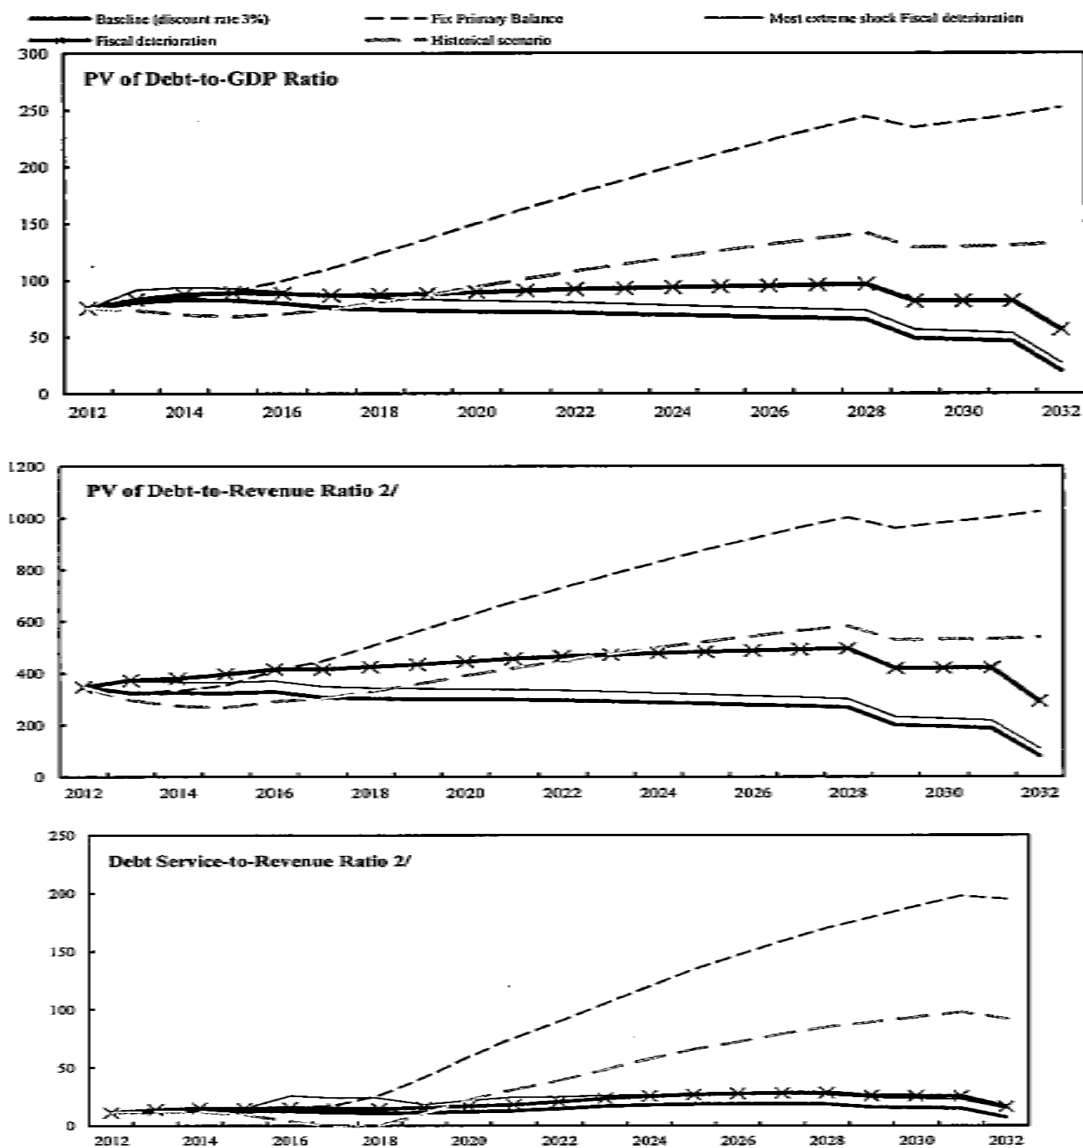 Baseline (discount rate 3%) Fix Primary Balance Most extreme shock Fiscal deterioration
Fiscal deterioration Historical scenario
300
PV of Debt-to-GDP Ratio
250
200
150
100
50
0
2012 2014 2016 2018 2020 2022 2024 2026 2028 2030 2032
1200
PV of Debt-to-Revenue Ratio 2/
1000
800
600
400
200
0
2012 2014 2016 2018 2020 2022 2024 2026 2028 2030 2032
250
Debt Service-to-Revenue Ratio 2/
200
150
100
50
0
2012 2014 2016 2018 2020 2022 2024 2026 2028 2030 2032